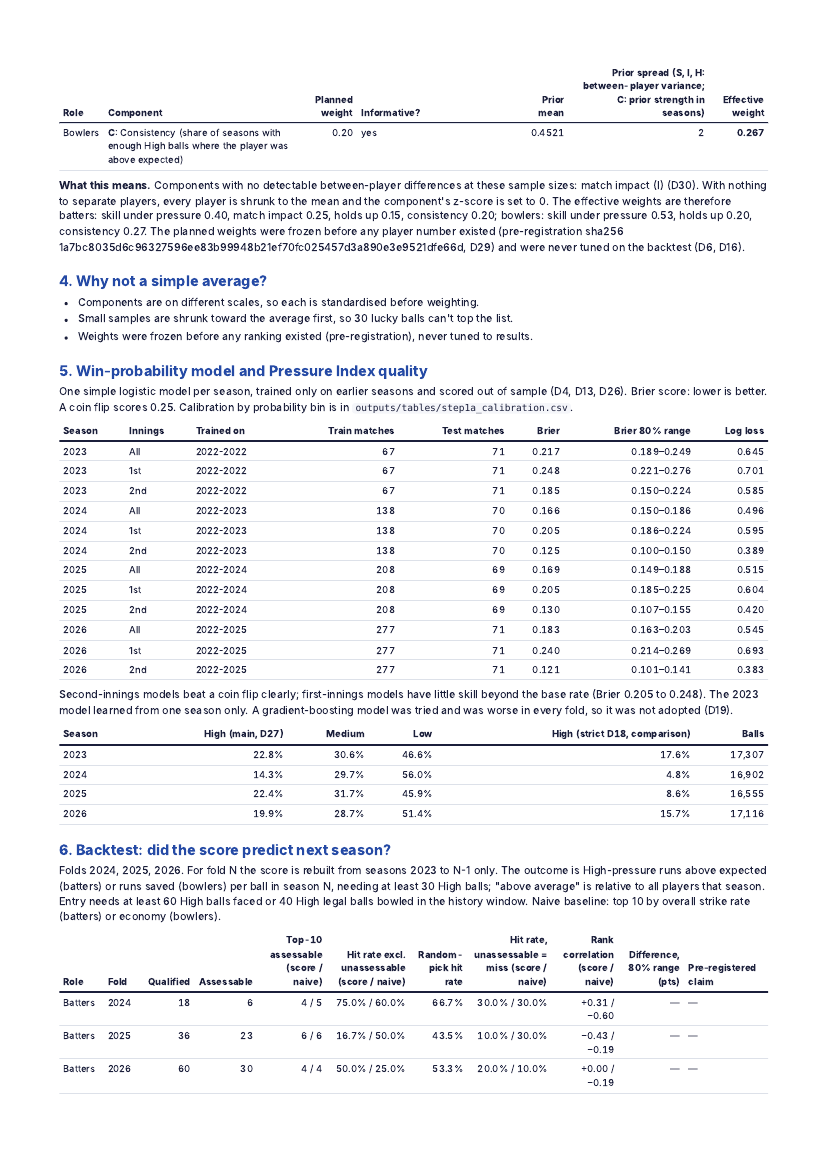 Role Component Planned weight Informative? Prior mean Prior spread (S, I, H: between-player variance; C: prior strength in seasons) Effective weight
Bowlers C: Consistency (share of seasons with enough High balls where the player was above expected) 0.20 yes 0.4521 2 0.267
What this means. Components with no detectable between-player differences at these sample sizes: match impact (I) (D30). With nothing
to separate players, every player is shrunk to the mean and the component's z-score is set to 0. The effective weights are therefore
batters: skill under pressure 0.40, match impact 0.25, holds up 0.15, consistency 0.20; bowlers: skill under pressure 0.53, holds up 0.20,
consistency 0.27. The planned weights were frozen before any player number existed (pre-registration sha256
1a7bc8035d6c96327596ee83b99948b21ef70fc025457d3a890e3e9521dfe66d, D29) and were never tuned on the backtest (D6, D16).
4. Why not a simple average?
• Components are on different scales, so each is standardised before weighting.
• Small samples are shrunk toward the average first, so 30 lucky balls can't top the list.
• Weights were frozen before any ranking existed (pre-registration), never tuned to results.
5. Win-probability model and Pressure Index quality
One simple logistic model per season, trained only on earlier seasons and scored out of sample (D4, D13, D26). Brier score: lower is better.
A coin flip scores 0.25. Calibration by probability bin is in outputs/tables/step1a_calibration.csv.
Season Innings Trained on Train matches Test matches Brier Brier 80% range Log loss
2023 All 2022-2022 67 71 0.217 0.189–0.249 0.645
2023 1st 2022-2022 67 71 0.248 0.221–0.276 0.701
2023 2nd 2022-2022 67 71 0.185 0.150–0.224 0.585
2024 All 2022-2023 138 70 0.166 0.150–0.186 0.496
2024 1st 2022-2023 138 70 0.205 0.186–0.224 0.595
2024 2nd 2022-2023 138 70 0.125 0.100–0.150 0.389
2025 All 2022-2024 208 69 0.169 0.149–0.188 0.515
2025 1st 2022-2024 208 69 0.205 0.185–0.225 0.604
2025 2nd 2022-2024 208 69 0.130 0.107–0.155 0.420
2026 All 2022-2025 277 71 0.183 0.163–0.203 0.545
2026 1st 2022-2025 277 71 0.240 0.214–0.269 0.693
2026 2nd 2022-2025 277 71 0.121 0.101–0.141 0.383
Second-innings models beat a coin flip clearly; first-innings models have little skill beyond the base rate (Brier 0.205 to 0.248). The 2023
model learned from one season only. A gradient-boosting model was tried and was worse in every fold, so it was not adopted (D19).
Season High (main, D27) Medium Low High (strict D18, comparison) Balls
2023 22.8% 30.6% 46.6% 17.6% 17,307
2024 14.3% 29.7% 56.0% 4.8% 16,902
2025 22.4% 31.7% 45.9% 8.6% 16,555
2026 19.9% 28.7% 51.4% 15.7% 17,116
6. Backtest: did the score predict next season?
Folds 2024, 2025, 2026. For fold N the score is rebuilt from seasons 2023 to N-1 only. The outcome is High-pressure runs above expected
(batters) or runs saved (bowlers) per ball in season N, needing at least 30 High balls; "above average" is relative to all players that season.
Entry needs at least 60 High balls faced or 40 High legal balls bowled in the history window. Naive baseline: top 10 by overall strike rate
(batters) or economy (bowlers).
Role Fold Qualified Assessable Top-10 assessable (score / naive) Hit rate excl. unassessable (score / naive) Random-pick hit rate Hit rate, unassessable = miss (score / naive) Rank correlation (score / naive) Difference, 80% range (pts) Pre-registered claim
Batters 2024 18 6 4 / 5 75.0% / 60.0% 66.7% 30.0% / 30.0% +0.31 / −0.60 — —
Batters 2025 36 23 6 / 6 16.7% / 50.0% 43.5% 10.0% / 30.0% −0.43 / −0.19 — —
Batters 2026 60 30 4 / 4 50.0% / 25.0% 53.3% 20.0% / 10.0% +0.00 / −0.19 — —